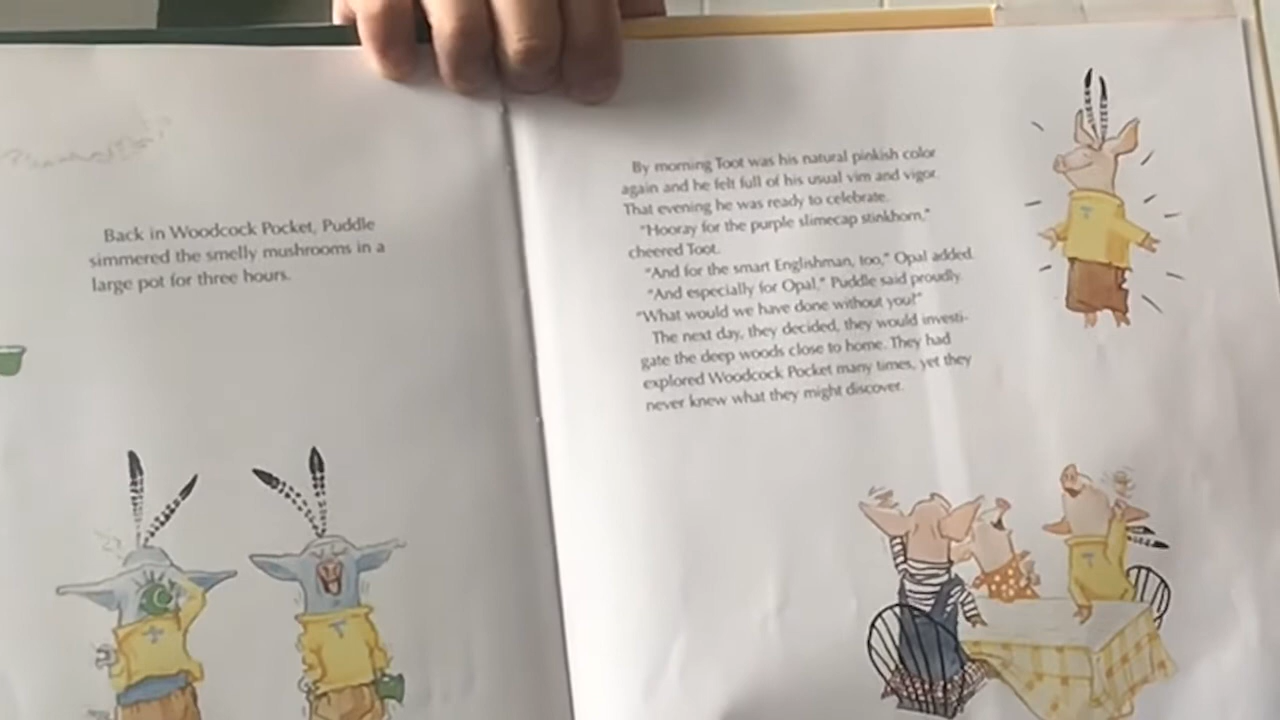 Back in Woodcock Pocket, Puddle
simmered the smelly mushrooms in a
large pot for three hours.
By morning Toot was his natural pinkish color
again and he felt full of his usual vim and vigor.
That evening he was ready to celebrate.
"Hooray for the purple slimecap stinkhorn,"
cheered Toot.
"And for the smart Englishman, too," Opal added.
"And especially for Opal," Puddle said proudly.
"What would we have done without you!"
The next day, they decided, they would investi-
gate the deep woods close to home. They had
explored Woodcock Pocket many times, yet they
never knew what they might discover.
T
T